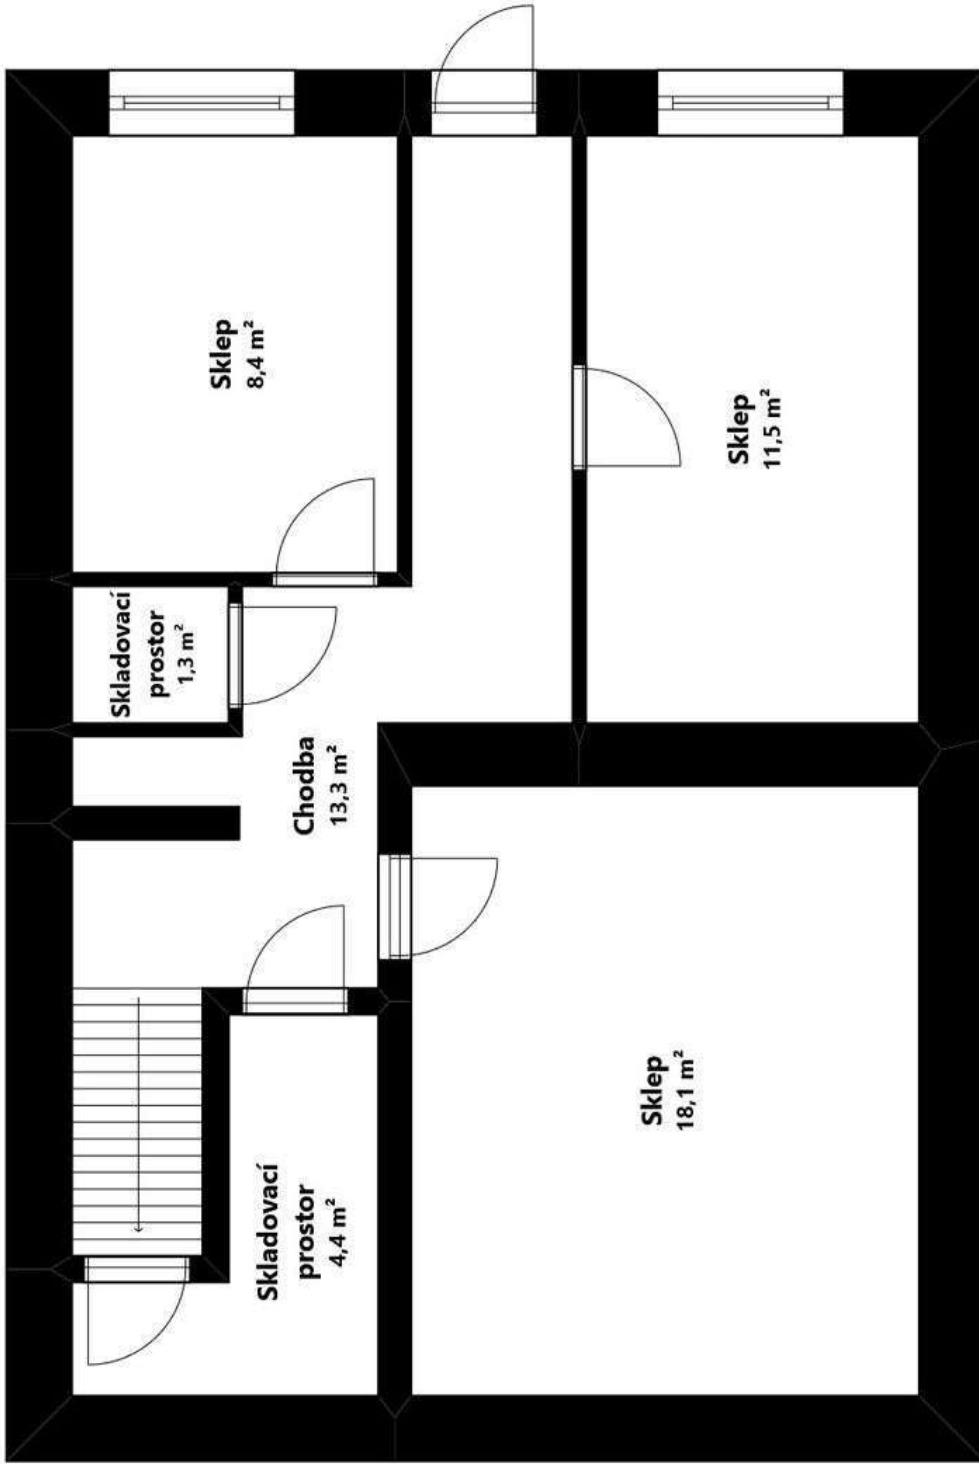 Sklep
8,4 m²
Skladovací
prostor
1,3 m²
Sklep
11,5 m²
Chodba
13,3 m²
Skladovací
prostor
4,4 m²
Sklep
18,1 m²